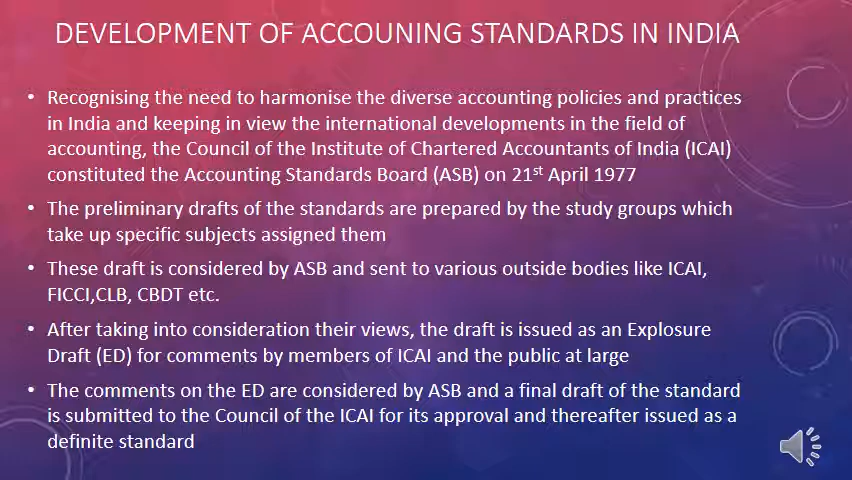 DEVELOPMENT OF ACCOUNING STANDARDS IN INDIA
• Recognising the need to harmonise the diverse accounting policies and practices
in India and keeping in view the international developments in the field of
accounting, the Council of the Institute of Chartered Accountants of India (ICAI)
constituted the Accounting Standards Board (ASB) on 21st April 1977
• The preliminary drafts of the standards are prepared by the study groups which
take up specific subjects assigned them
• These draft is considered by ASB and sent to various outside bodies like ICAI,
FICCI,CLB, CBDT etc.
• After taking into consideration their views, the draft is issued as an Explosure
Draft (ED) for comments by members of ICAI and the public at large
• The comments on the ED are considered by ASB and a final draft of the standard
is submitted to the Council of the ICAI for its approval and thereafter issued as a
definite standard